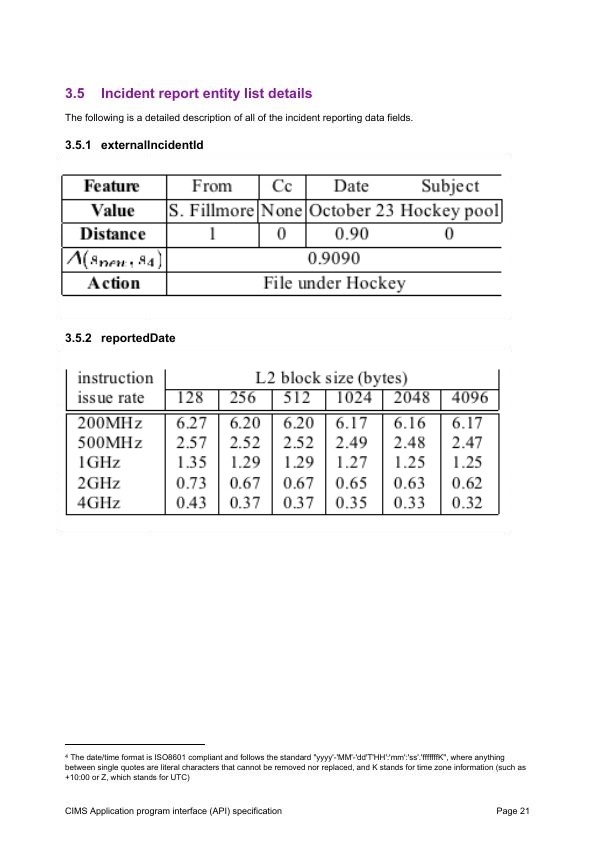 3.5 Incident report entity list details
The following is a detailed description of all of the incident reporting data fields.
3.5.1 externalIncidentId
Feature From Cc Date Subject
Value S. Fillmore None October 23 Hockey pool
Distance 1 0 0.90 0
0.9090
Action File under Hockey
3.5.2 reportedDate
instruction L2 block size (bytes)
issue rate 128 256 512 1024 2048 4096
200MHz 6.27 6.20 6.20 6.17 6.16 6.17
500MHz 2.57 2.52 2.52 2.49 2.48 2.47
1GHz 1.35 1.29 1.29 1.27 1.25 1.25
2GHz 0.73 0.67 0.67 0.65 0.63 0.62
4GHz 0.43 0.37 0.37 0.35 0.33 0.32
4 The date/time format is ISO8601 compliant and follows the standard "yyyy'-'MM'-'dd'T'HH':'mm':'ss'.'fffffffK", where anything
between single quotes are literal characters that cannot be removed nor replaced, and K stands for time zone information (such as
+10:00 or Z, which stands for UTC)
CIMS Application program interface (API) specification Page 21